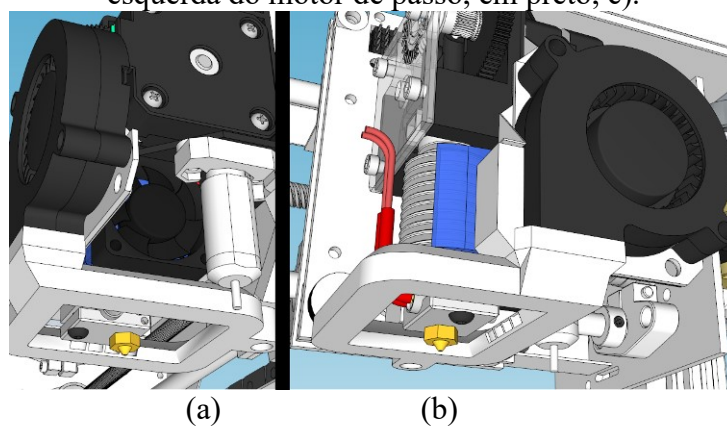 esquerda do motor de passo, em preto, e).
(a) (b)